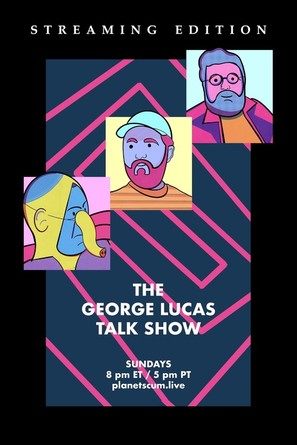 STREAMING EDITION
THE
GEORGE LUCAS
TALK SHOW
SUNDAYS
8 pm ET / 5 pm PT
planetscum.live